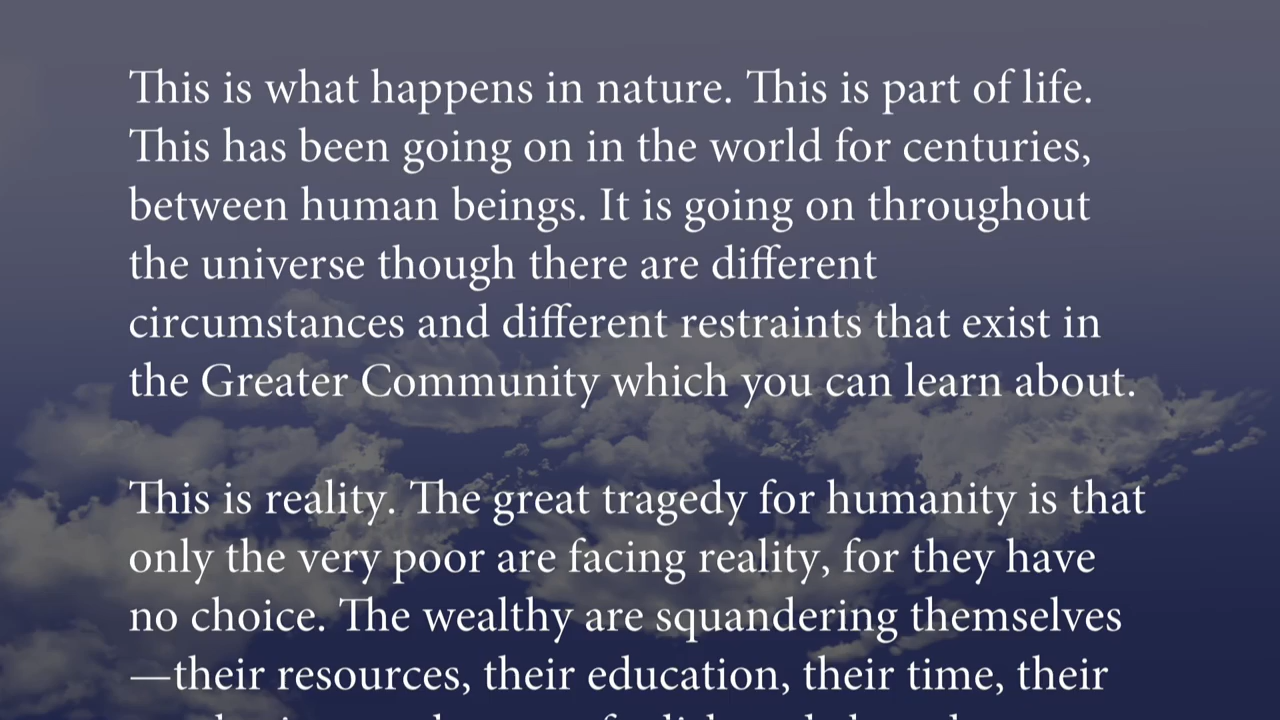 This is what happens in nature. This is part of life.
This has been going on in the world for centuries,
between human beings. It is going on throughout
the universe though there are different
circumstances and different restraints that exist in
the Greater Community which you can learn about.
This is reality. The great tragedy for humanity is that
only the very poor are facing reality, for they have
no choice. The wealthy are squandering themselves
—their resources, their education, their time, their